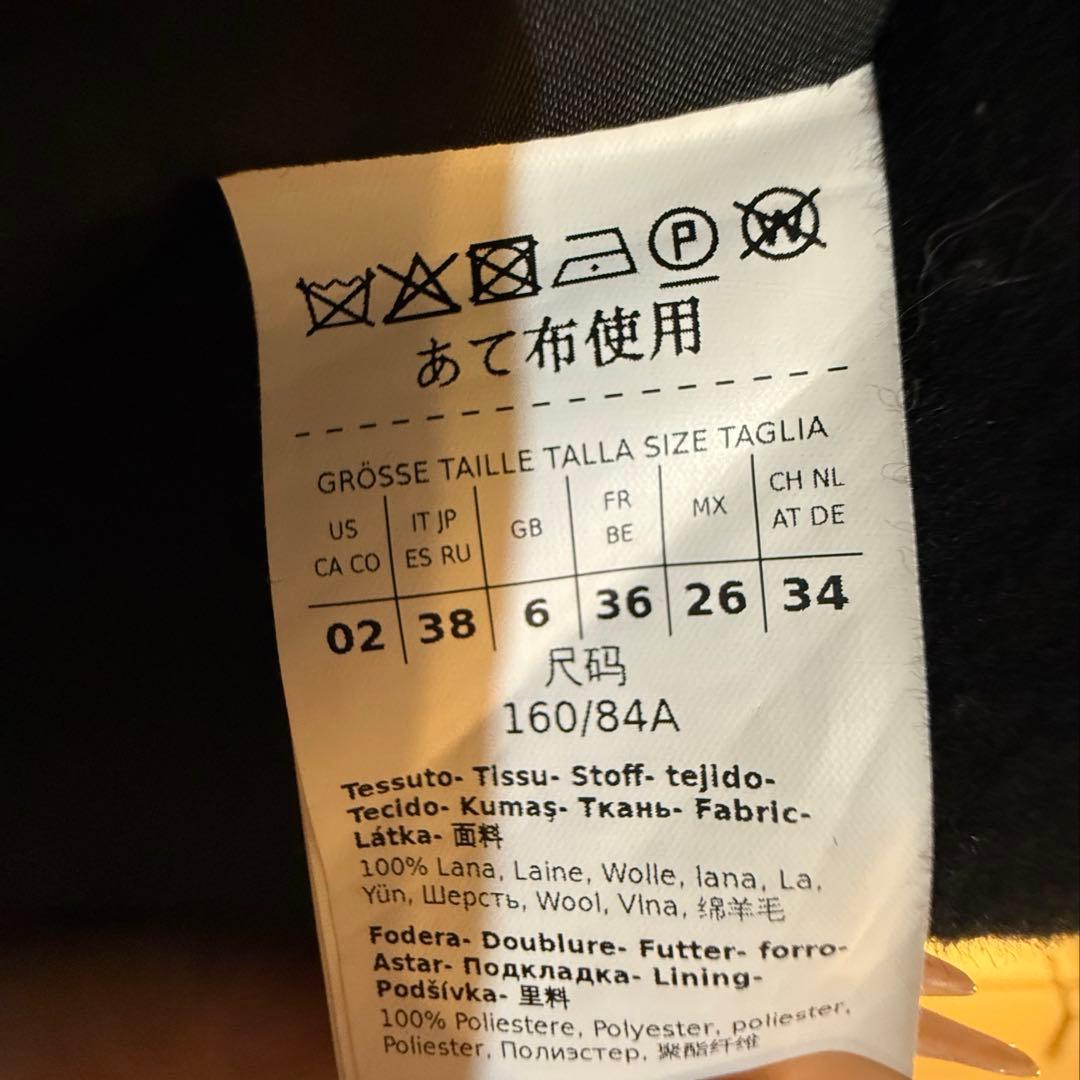 P W
あて布使用
GRÖSSE TAILLE TALLA SIZE TAGLIA
US CA CO
IT JP ES RU
GB
FR BE
MX
CH NL AT DE
02 38 6 36 26 34
尺码
160/84A
Tessuto- Tissu- Stoff- tejido-
Tecido- Kumaş- Ткань- Fabric-
Látka- 面料
100% Lana, Laine, Wolle, lana, La,
Yün, Шерсть, Wool, Vlna, 绵羊毛
Fodera- Doublure- Futter- forro-
Astar- Подкладка- Lining-
Podšívka- 里料
100% Poliestere, Polyester, poliester,
Poliester, Полиэстер, 聚酯纤维